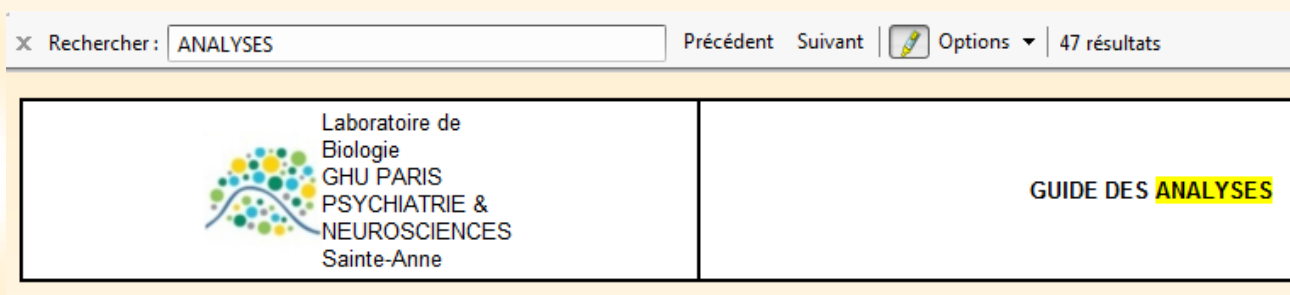 x Rechercher : ANALYSES Précédent Suivant Options 47 résultats
Laboratoire de
Biologie
GHU PARIS
PSYCHIATRIE &
NEUROSCIENCES
Sainte-Anne
GUIDE DES ANALYSES